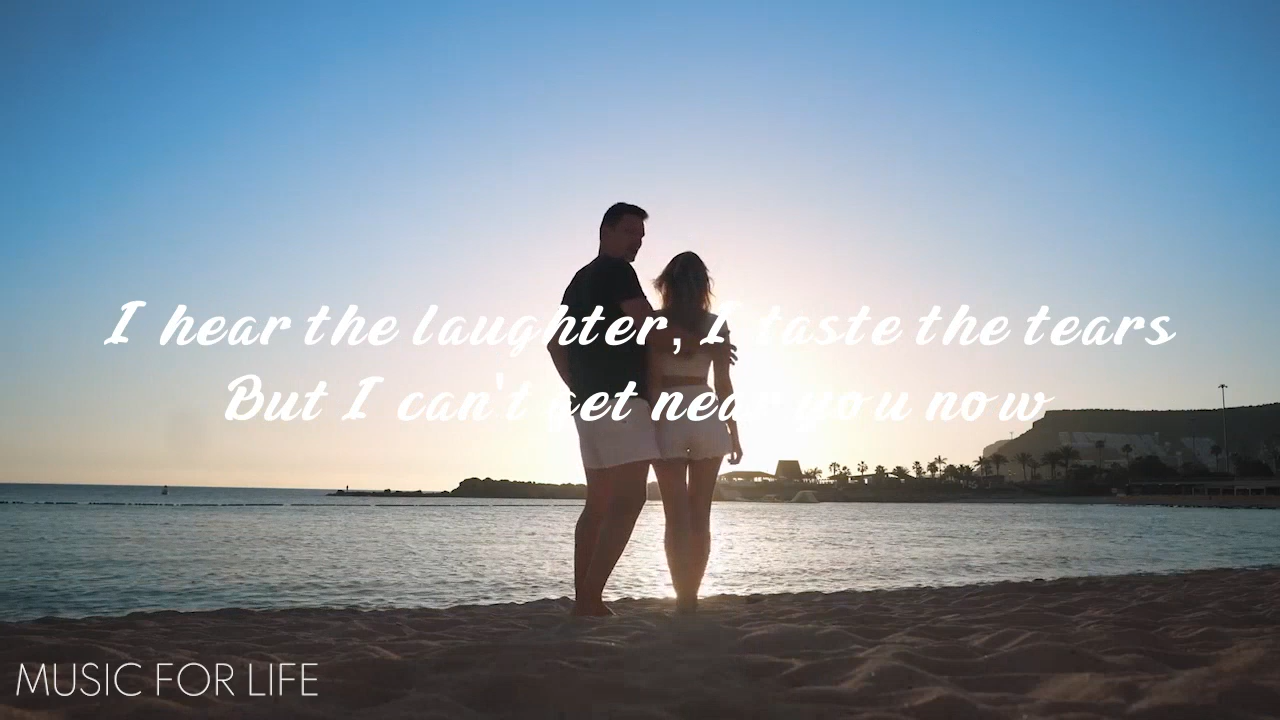 I hear the laughter, I taste the tears
But I can't get near you now
MUSIC FOR LIFE